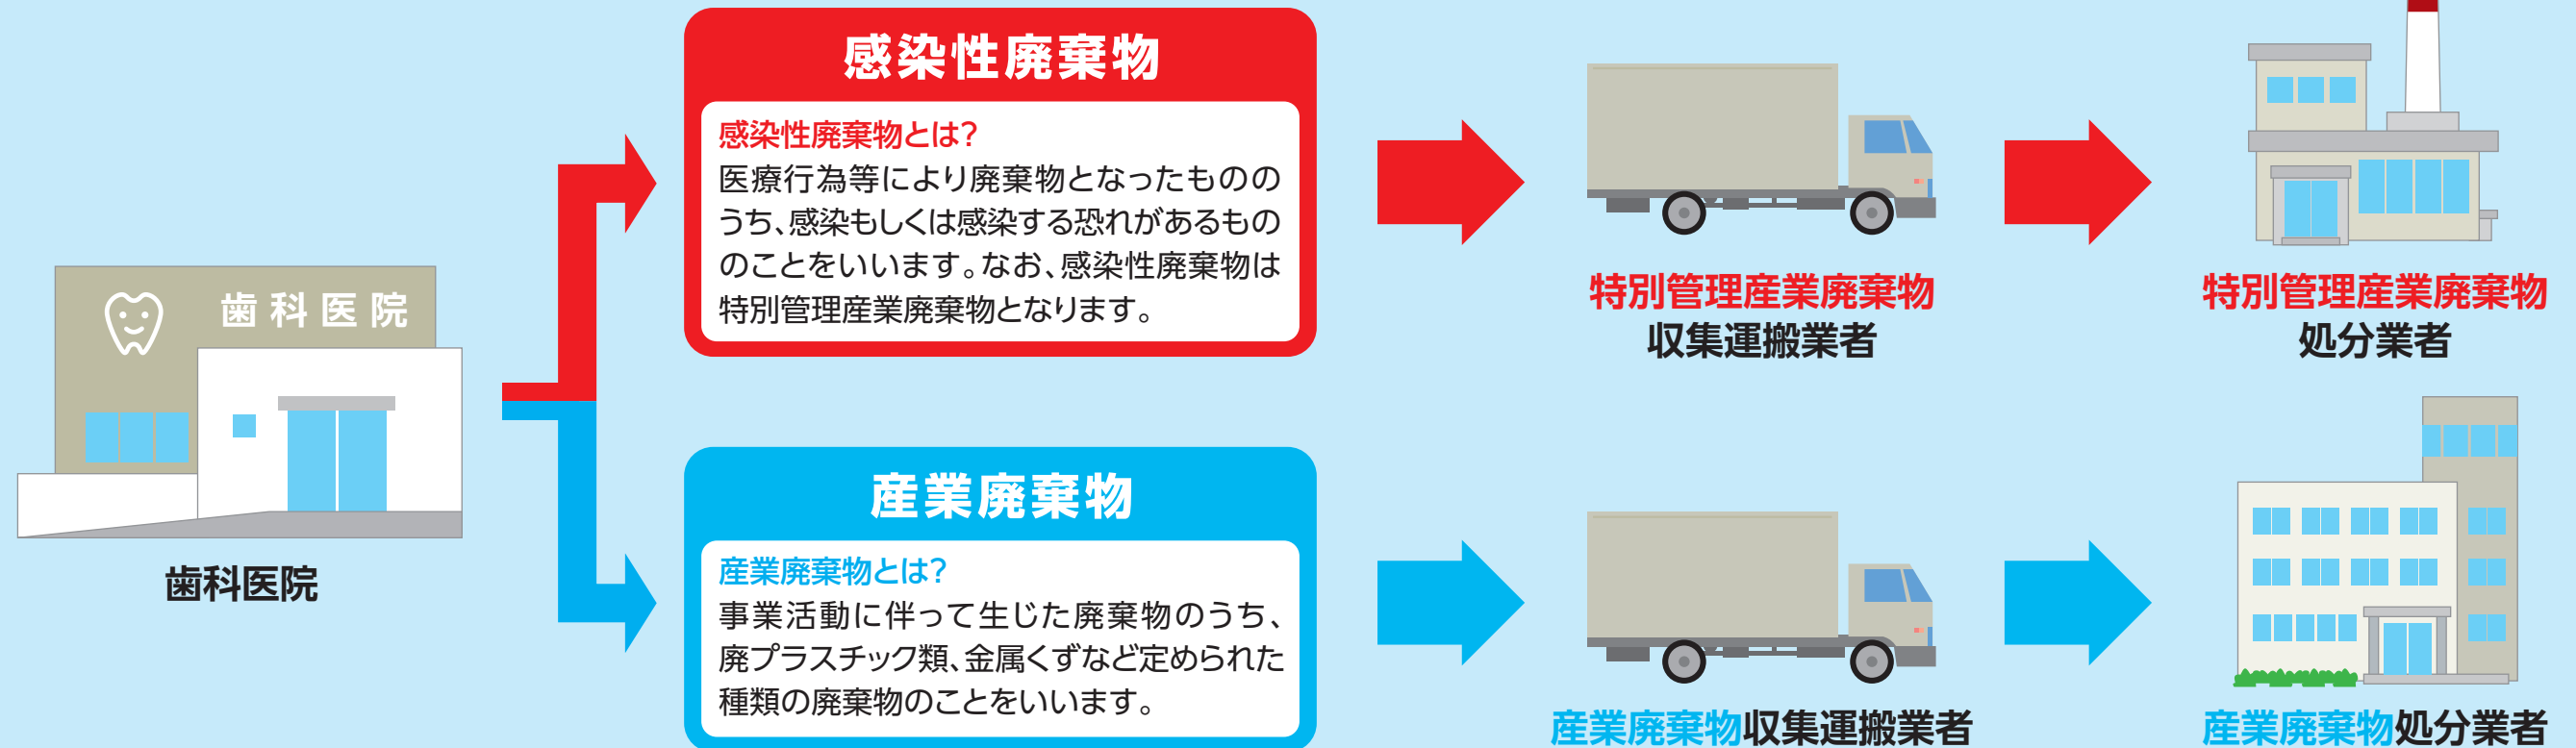 歯科医院
歯科医院
感染性廃棄物
感染性廃棄物とは?
医療行為等により廃棄物となったものの
うち、感染もしくは感染する恐れがあるもの
のことをいいます。なお、感染性廃棄物は
特別管理産業廃棄物となります。
特別管理産業廃棄物
収集運搬業者
特別管理産業廃棄物
処分業者
産業廃棄物
産業廃棄物とは?
事業活動に伴って生じた廃棄物のうち、
廃プラスチック類、金属くずなど定められた
種類の廃棄物のことをいいます。
産業廃棄物収集運搬業者
産業廃棄物処分業者